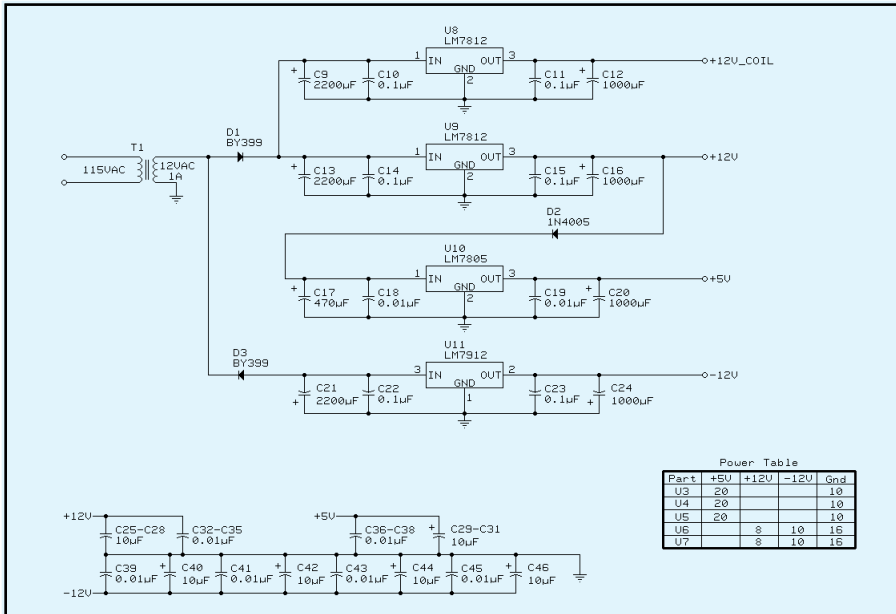 U8
LM7812
1 IN OUT 3
GND
2
+ C9 2200µF
C10 0.1µF
C11 0.1µF
+ C12 1000µF
+12V_COIL
D1
BY399
T1
115VAC
12VAC
1A
U9
LM7812
1 IN OUT 3
GND
2
+ C13 2200µF
C14 0.1µF
C15 0.1µF
+ C16 1000µF
+12V
D2
1N4005
U10
LM7805
1 IN OUT 3
GND
2
+ C17 470µF
C18 0.01µF
C19 0.01µF
+ C20 1000µF
+5V
D3
BY399
U11
LM7912
3 IN OUT 2
GND
1
C21 + 2200µF
C22 0.1µF
C23 0.1µF
C24 + 1000µF
-12V
Power Table
Part +5V +12V -12V Gnd
U3 20 10
U4 20 10
U5 20 10
U6 8 10 16
U7 8 10 16
+12V
C25-C28 10µF
C32-C35 0.01µF
+5V
C36-C38 0.01µF
+ C29-C31 10µF
C39 0.01µF
+ C40 10µF
C41 0.01µF
+ C42 10µF
C43 0.01µF
+ C44 10µF
C45 0.01µF
+ C46 10µF
-12V